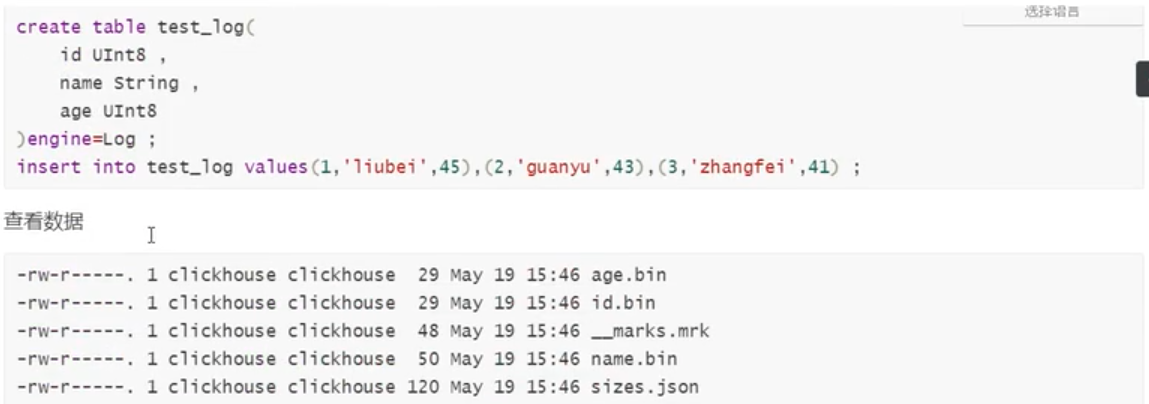 选择语言
create table test_log(
    id UInt8 ,
    name String ,
    age UInt8
)engine=Log ;
insert into test_log values(1,'liubei',45),(2,'guanyu',43),(3,'zhangfei',41) ;
查看数据
-rw-r-----. 1 clickhouse clickhouse  29 May 19 15:46 age.bin
-rw-r-----. 1 clickhouse clickhouse  29 May 19 15:46 id.bin
-rw-r-----. 1 clickhouse clickhouse  48 May 19 15:46 __marks.mrk
-rw-r-----. 1 clickhouse clickhouse  50 May 19 15:46 name.bin
-rw-r-----. 1 clickhouse clickhouse 120 May 19 15:46 sizes.json